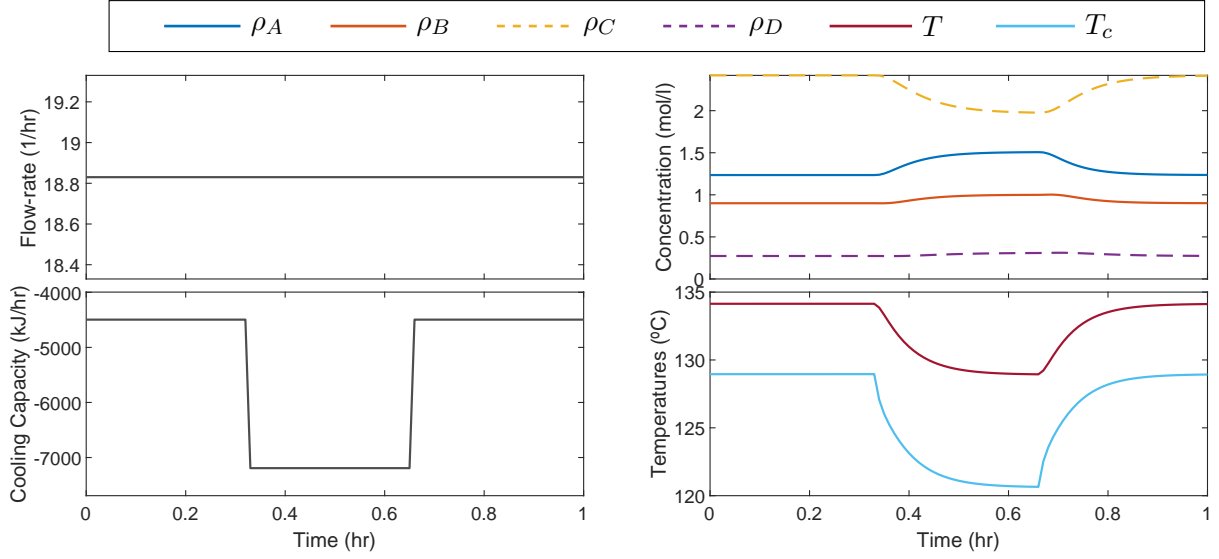 ρA ρB ρC ρD T Tc
Flow-rate (1/hr)
19.2
19
18.8
18.6
18.4
Cooling Capacity (kJ/hr)
-4000
-5000
-6000
-7000
0 0.2 0.4 0.6 0.8 1
Time (hr)
Concentration (mol/l)
2
1.5
1
0.5
0
Temperatures (ºC)
135
130
125
120
0 0.2 0.4 0.6 0.8 1
Time (hr)